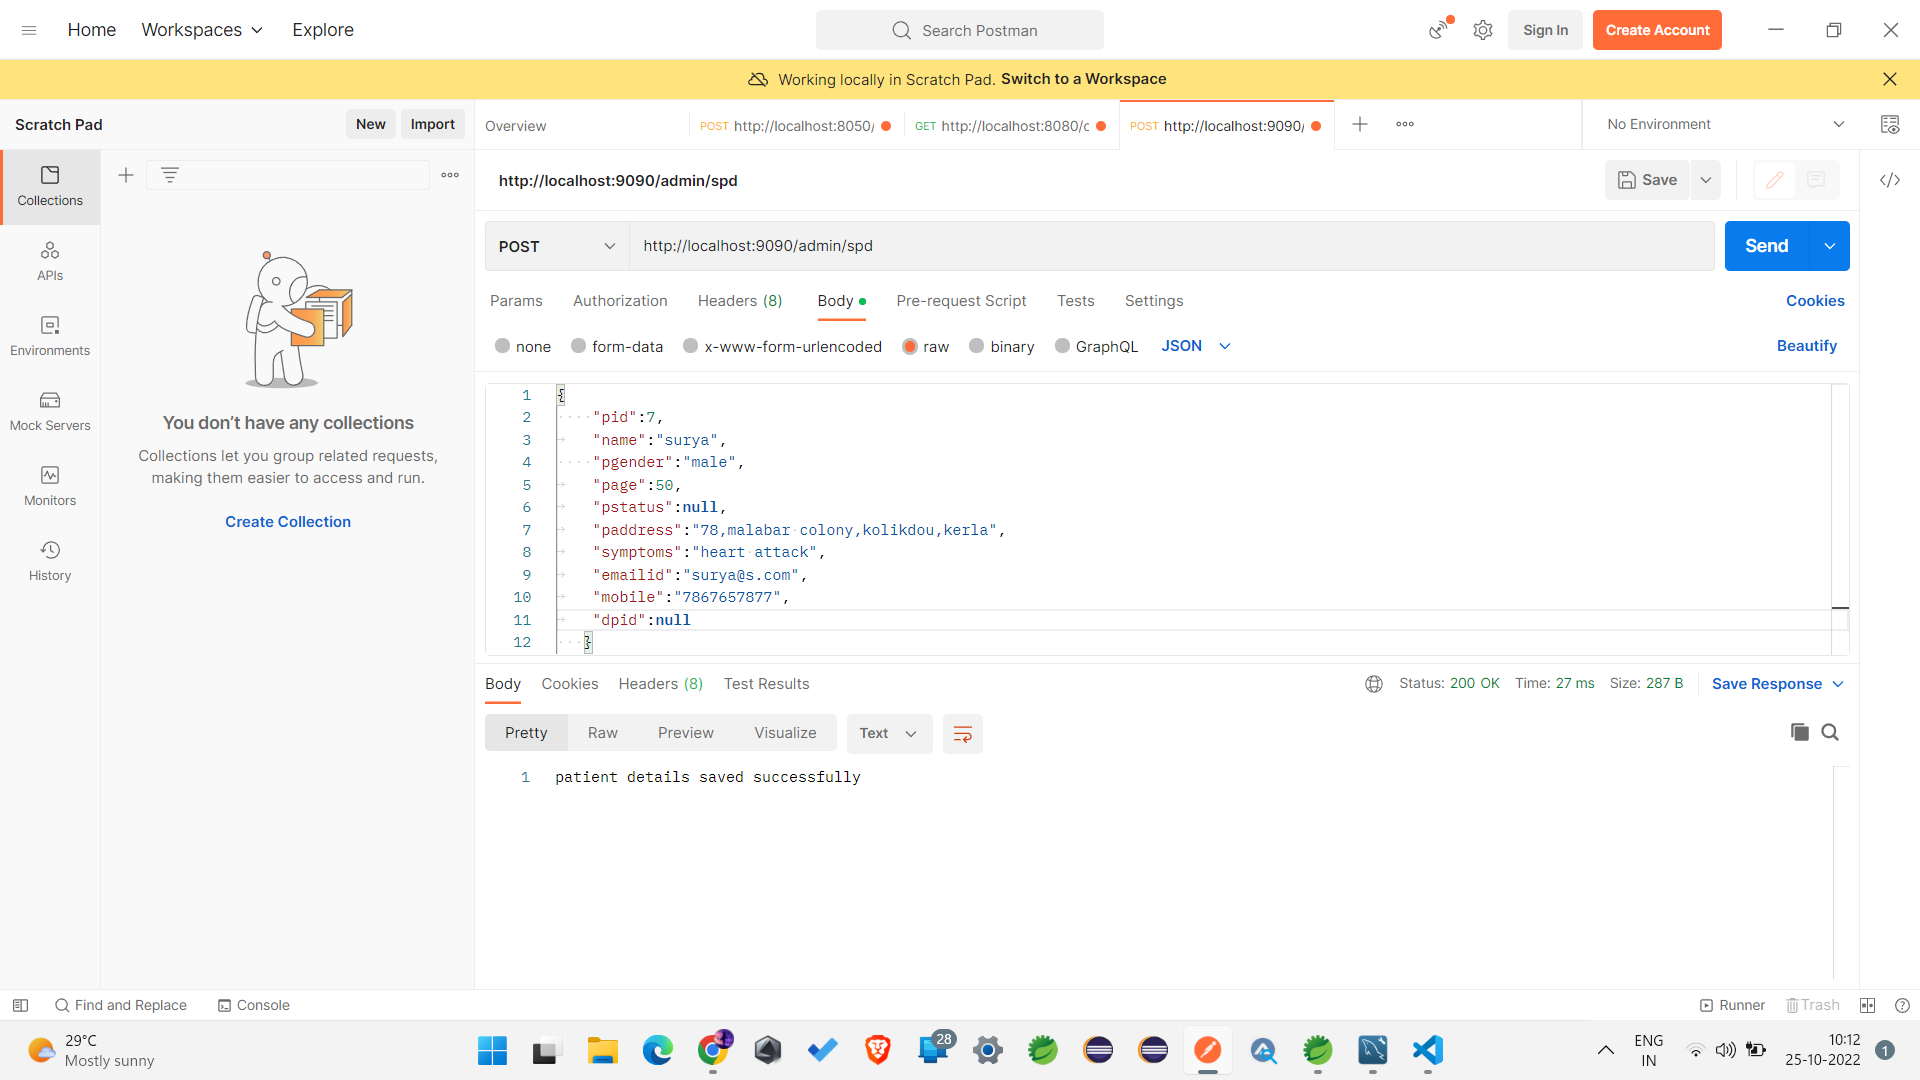 Home
Workspaces
Explore
Search Postman
Sign In
Create Account
Working locally in Scratch Pad. Switch to a Workspace
Scratch Pad
New
Import
Overview
POST http://localhost:8050/
GET http://localhost:8080/c
POST http://localhost:9090/
No Environment
Collections
APIs
Environments
Mock Servers
Monitors
History
You don't have any collections
Collections let you group related requests,
making them easier to access and run.
Create Collection
http://localhost:9090/admin/spd
Save
POST
http://localhost:9090/admin/spd
Send
Params
Authorization
Headers (8)
Body
Pre-request Script
Tests
Settings
Cookies
none
form-data
x-www-form-urlencoded
raw
binary
GraphQL
JSON
Beautify
1 {
2 "pid":7,
3 "name":"surya",
4 "pgender":"male",
5 "page":50,
6 "pstatus":null,
7 "paddress":"78,malabar colony,kolikdou,kerla",
8 "symptoms":"heart attack",
9 "emailid":"surya@s.com",
10 "mobile":"7867657877",
11 "dpid":null
12 }
Body
Cookies
Headers (8)
Test Results
Status: 200 OK
Time: 27 ms
Size: 287 B
Save Response
Pretty
Raw
Preview
Visualize
Text
1 patient details saved successfully
Find and Replace
Console
Runner
Trash
29°C
Mostly sunny
28
ENG
IN
10:12
25-10-2022
1